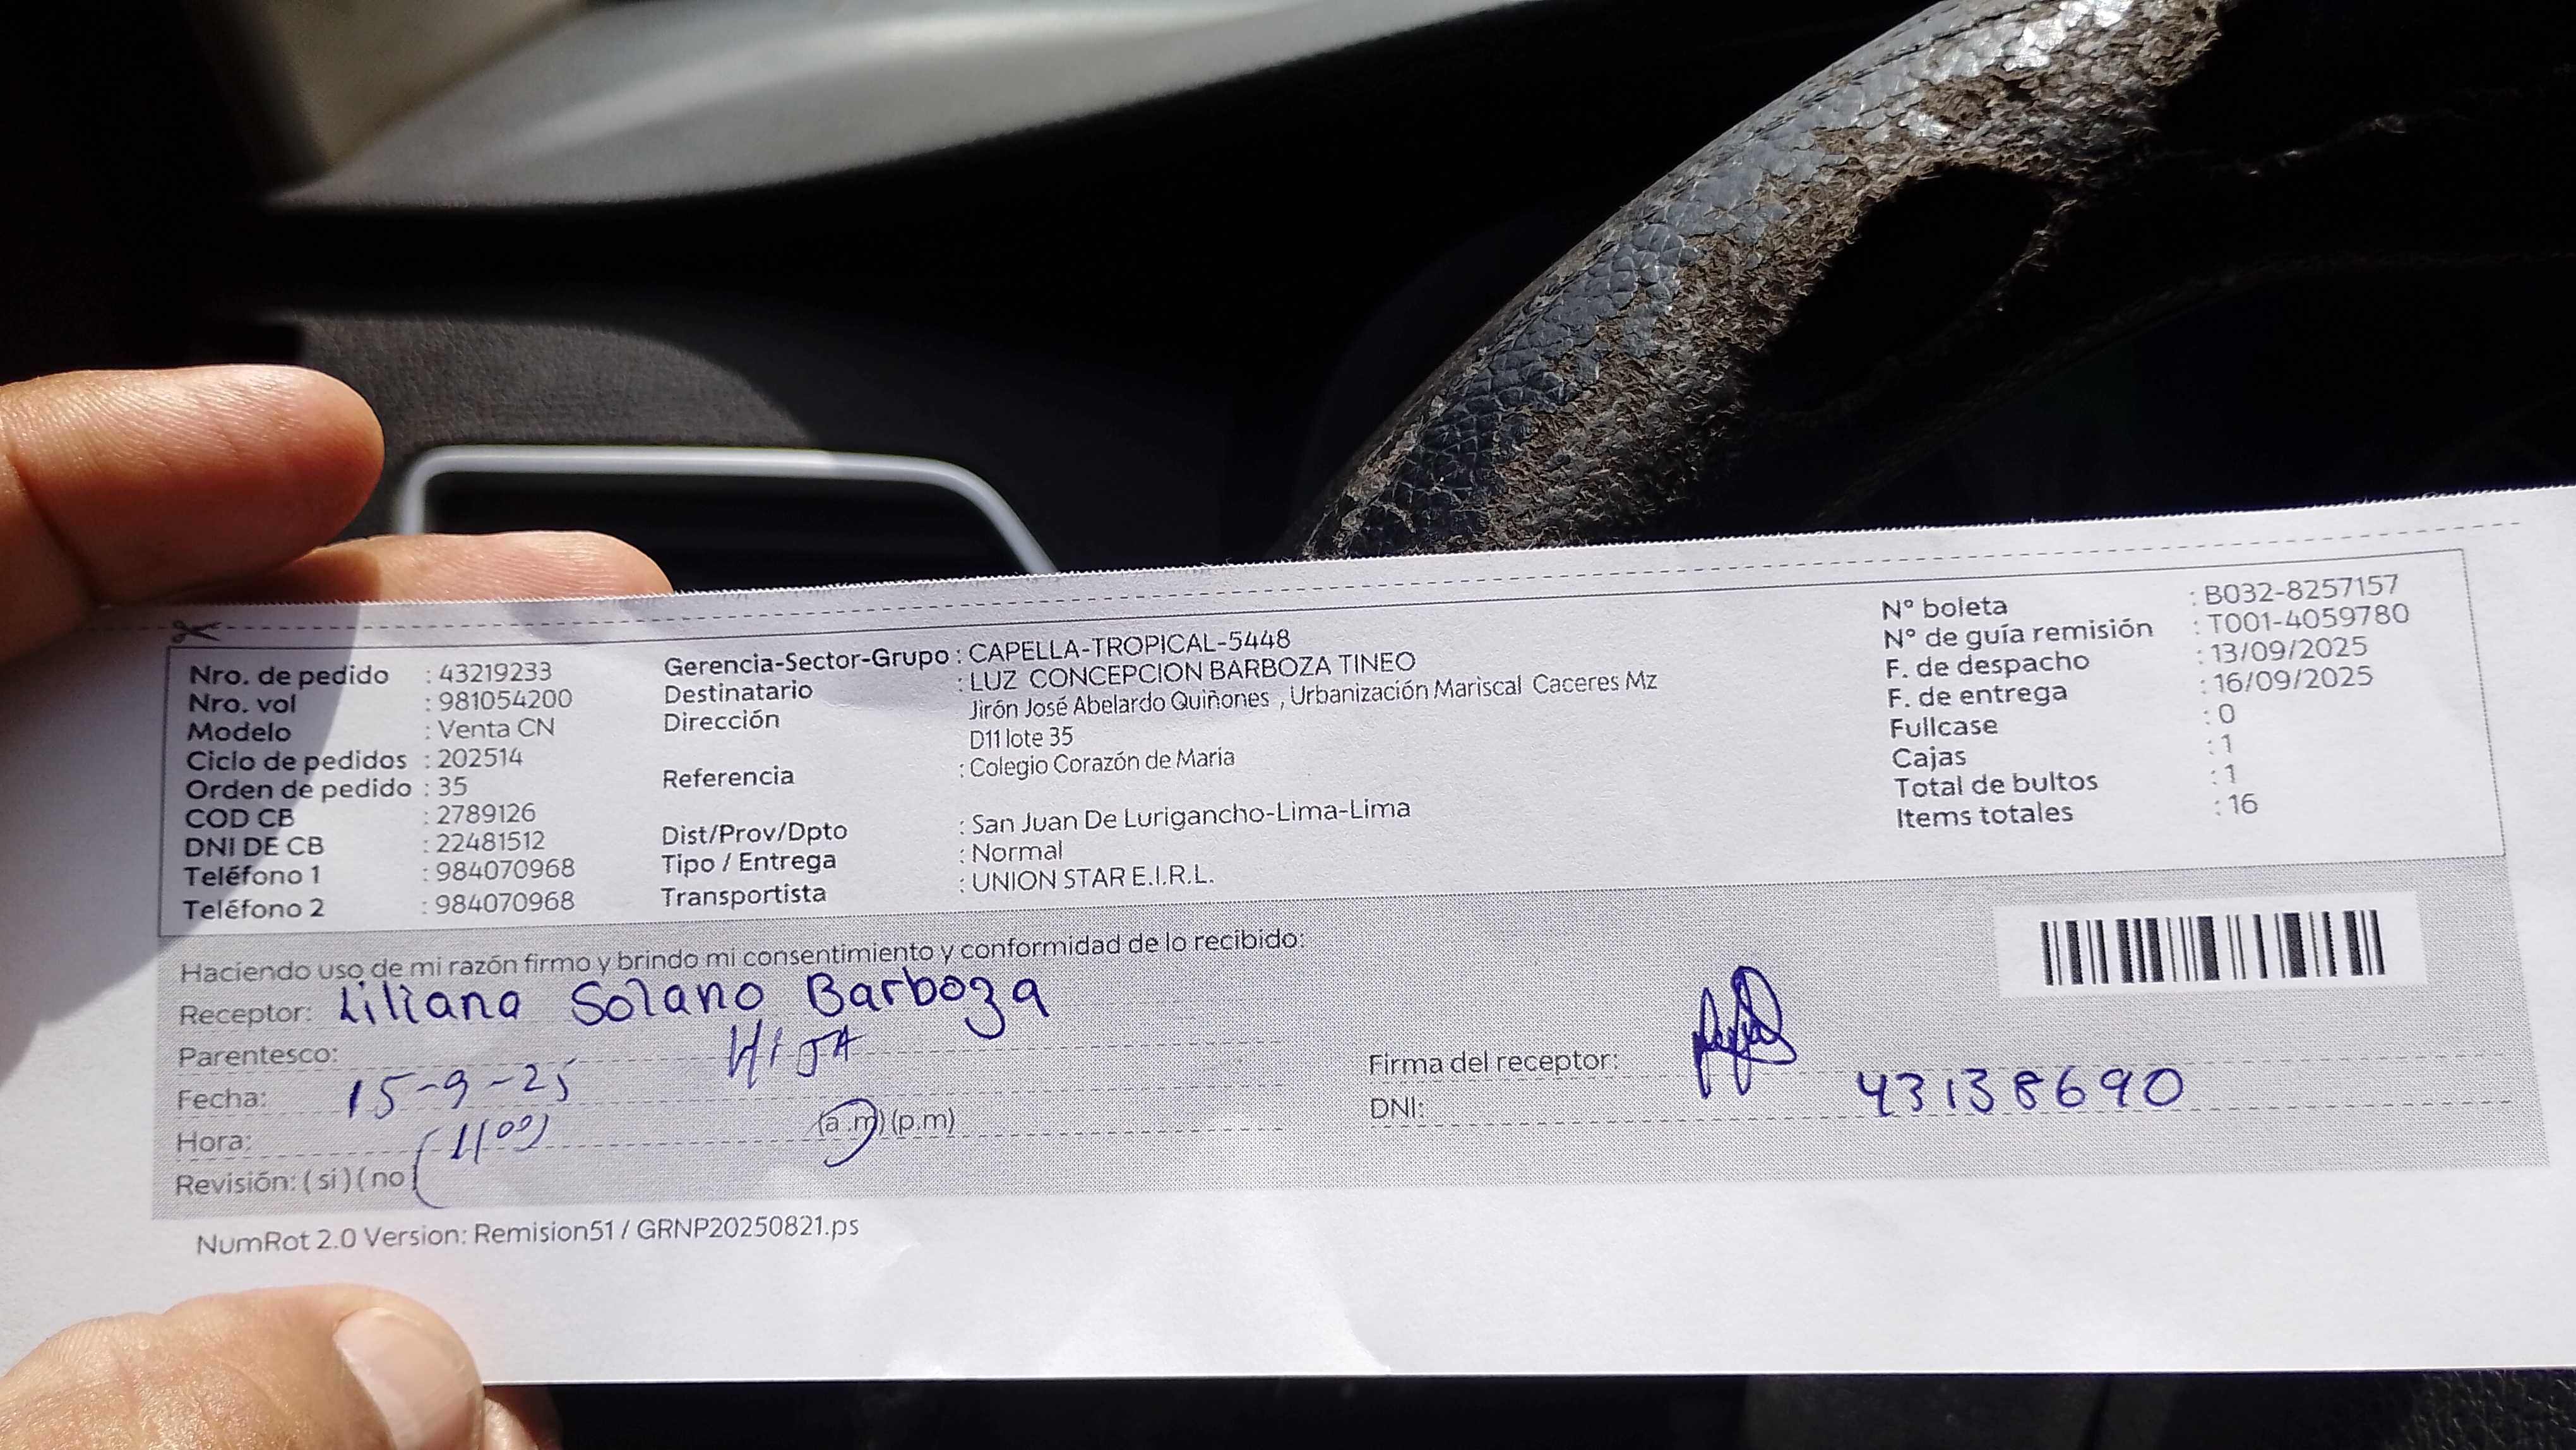 Nro. de pedido : 43219233
Nro. vol : 981054200
Modelo : Venta CN
Ciclo de pedidos : 202514
Orden de pedido : 35
COD CB : 2789126
DNI DE CB : 22481512
Teléfono 1 : 984070968
Teléfono 2 : 984070968
Gerencia-Sector-Grupo : CAPELLA-TROPICAL-5448
Destinatario : LUZ CONCEPCION BARBOZA TINEO
Dirección Jirón José Abelardo Quiñones , Urbanización Mariscal Caceres Mz
D11 lote 35
Referencia : Colegio Corazón de Maria
Dist/Prov/Dpto : San Juan De Lurigancho-Lima-Lima
Tipo / Entrega : Normal
Transportista : UNION STAR E.I.R.L.
N° boleta : B032-8257157
N° de guía remisión : T001-4059780
F. de despacho : 13/09/2025
F. de entrega : 16/09/2025
Fullcase : 0
Cajas : 1
Total de bultos : 1
Items totales : 16
Haciendo uso de mi razón firmo y brindo mi consentimiento y conformidad de lo recibido:
Receptor: Liliana Solano Barboza
Parentesco: HIJA
Fecha: 15-9-25
Hora: 11:00 (a.m) (p.m)
Revisión: (si) (no
Firma del receptor:
DNI: 43138690
NumRot 2.0 Version: Remision51 / GRNP20250821.ps